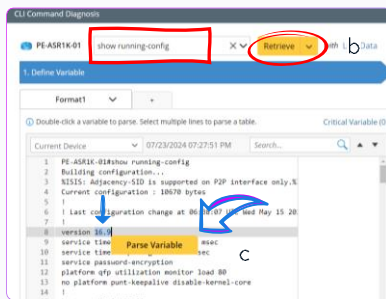 CLI Command Diagnosis
PE-ASR1K-01 show running-config Retrieve b Data
1. Define Variable
Format1 +
Double-click a variable to parse. Select multiple lines to parse a table. Critical Variable (0
Current Device 07/23/2024 07:27:51 PM Search...
1 PE-ASR1K-01#show running-config
2 Building configuration...
3 %ISIS: Adjacency-SID is supported on P2P interface only.%
4 Current configuration : 10670 bytes
5 !
6 ! Last configuration change at UTC Wed May 15 20
7 !
8 version 16.9
9 service time msec
10 service time msec
11 service password-encryption
12 platform qfp utilization monitor load 80
13 no platform punt-keepalive disable-kernel-core
14 !
Parse Variable
c